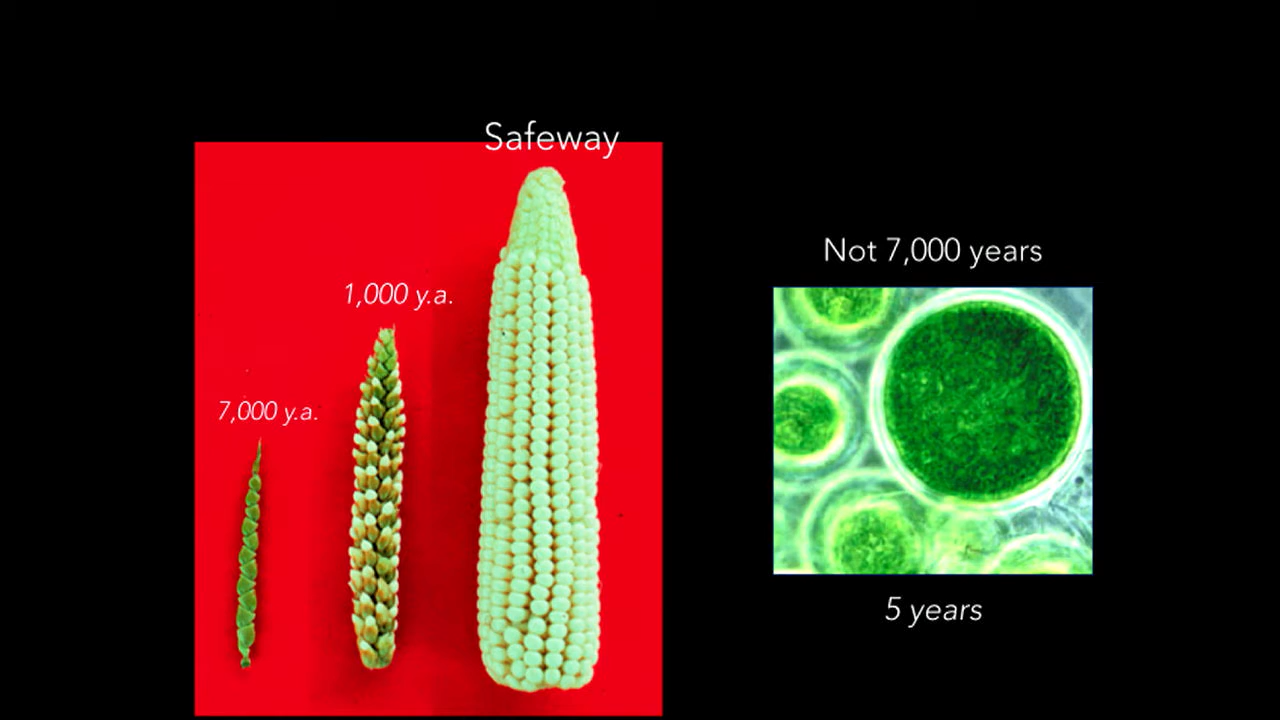 Safeway
1,000 y.a.
7,000 y.a.
Not 7,000 years
5 years